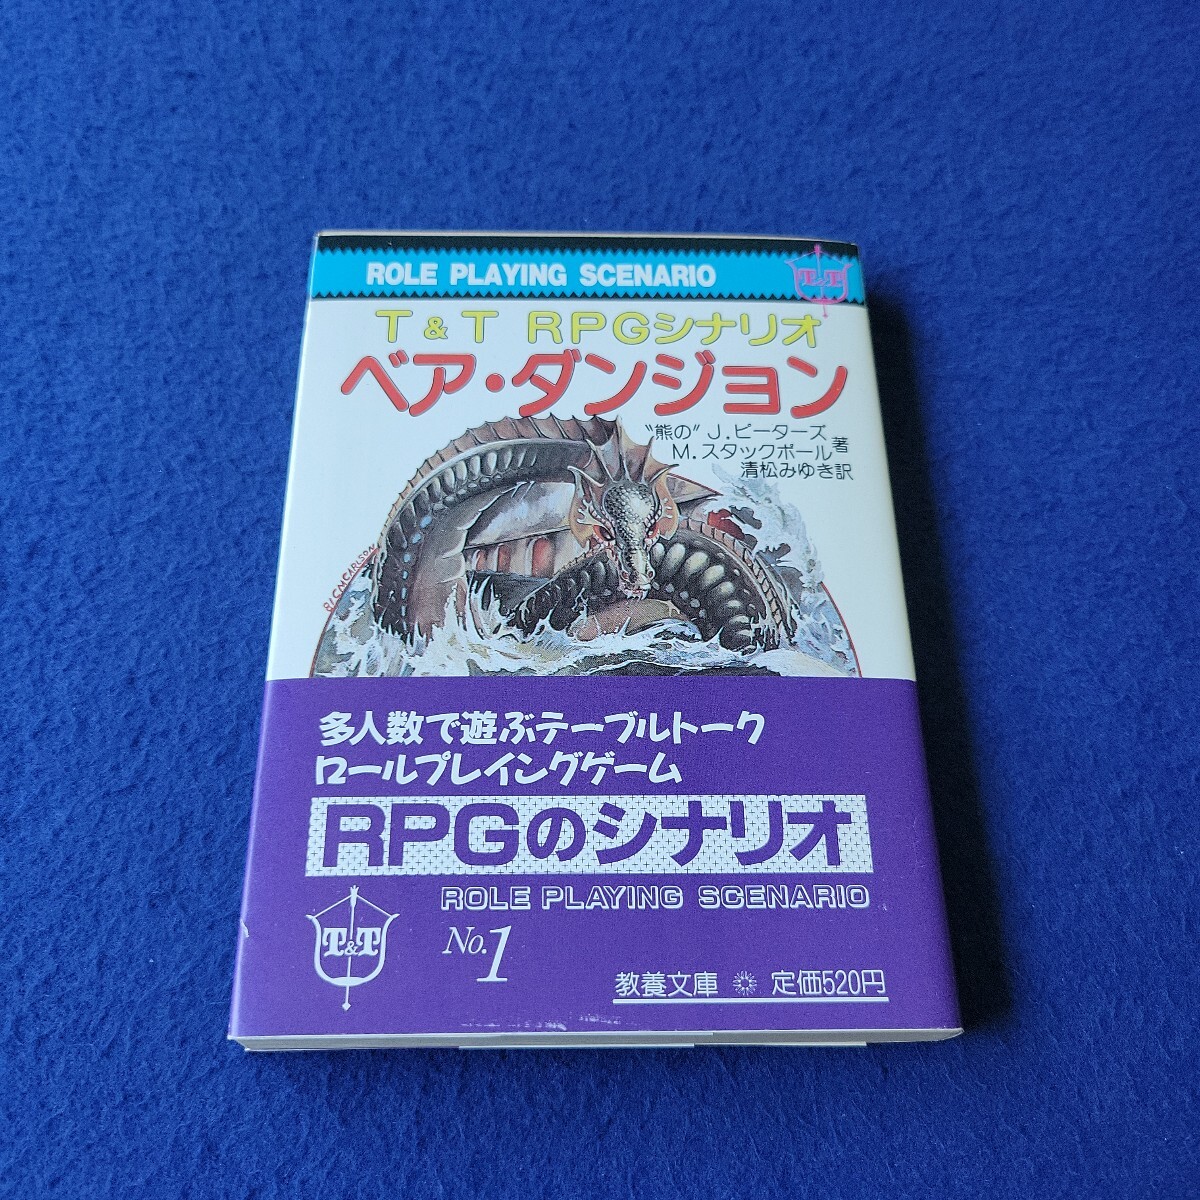 ROLE PLAYING SCENARIO
T&T
T&T RPGシナリオ
ベア・ダンジョン
"熊の" J.ピーターズ
M.スタックポール 著
清松みゆき訳
81 CMCARLSON
多人数で遊ぶテーブルトーク
ロールプレイングゲーム
RPGのシナリオ
ROLE PLAYING SCENARIO
T&T
No.1
教養文庫 定価520円